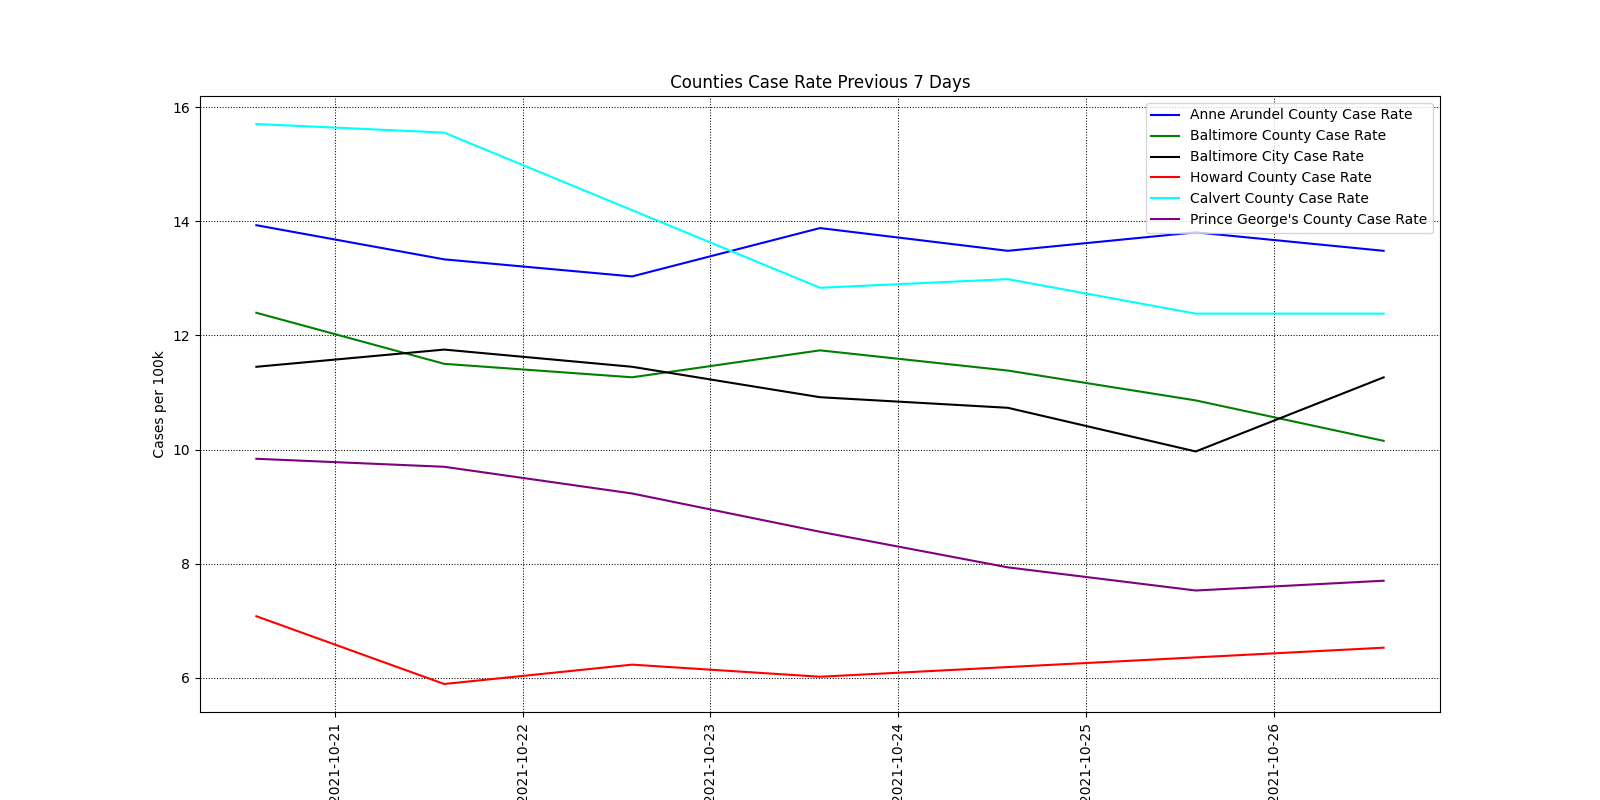 Counties Case Rate Previous 7 Days
Anne Arundel County Case Rate
Baltimore County Case Rate
Baltimore City Case Rate
Howard County Case Rate
Calvert County Case Rate
Prince George's County Case Rate
Cases per 100k
16
14
12
10
8
6
2021-10-21
2021-10-22
2021-10-23
2021-10-24
2021-10-25
2021-10-26